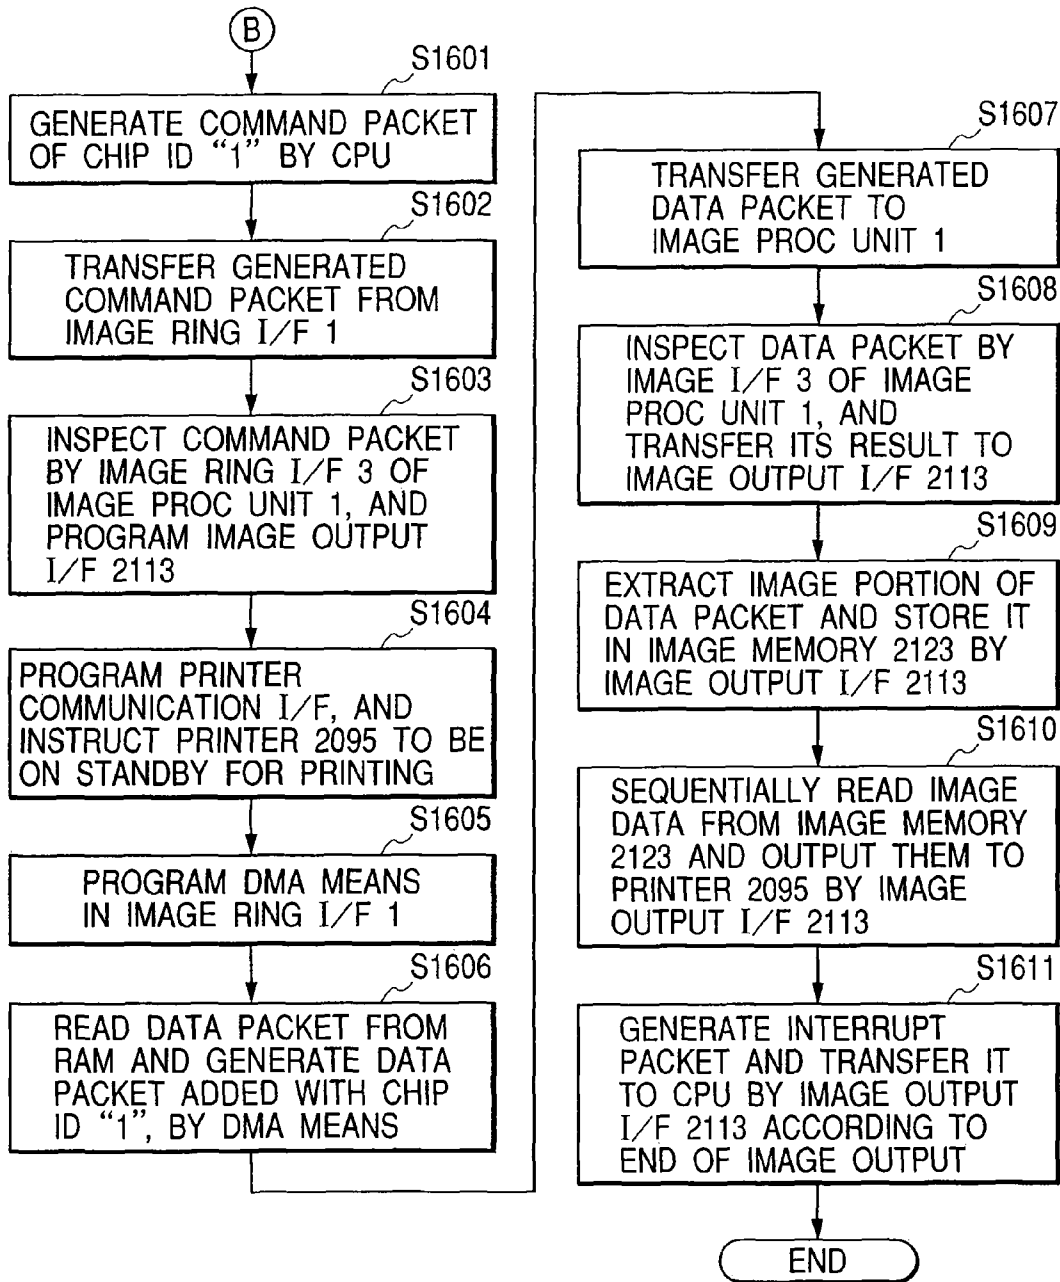 B
S1601
GENERATE COMMAND PACKET
OF CHIP ID “1” BY CPU
S1602
TRANSFER GENERATED
COMMAND PACKET FROM
IMAGE RING I/F 1
S1603
INSPECT COMMAND PACKET
BY IMAGE RING I/F 3 OF
IMAGE PROC UNIT 1, AND
PROGRAM IMAGE OUTPUT
I/F 2113
S1604
PROGRAM PRINTER
COMMUNICATION I/F, AND
INSTRUCT PRINTER 2095 TO BE
ON STANDBY FOR PRINTING
S1605
PROGRAM DMA MEANS
IN IMAGE RING I/F 1
S1606
READ DATA PACKET FROM
RAM AND GENERATE DATA
PACKET ADDED WITH CHIP
ID “1”, BY DMA MEANS
S1607
TRANSFER GENERATED
DATA PACKET TO
IMAGE PROC UNIT 1
S1608
INSPECT DATA PACKET BY
IMAGE I/F 3 OF IMAGE
PROC UNIT 1, AND
TRANSFER ITS RESULT TO
IMAGE OUTPUT I/F 2113
S1609
EXTRACT IMAGE PORTION OF
DATA PACKET AND STORE IT
IN IMAGE MEMORY 2123 BY
IMAGE OUTPUT I/F 2113
S1610
SEQUENTIALLY READ IMAGE
DATA FROM IMAGE MEMORY
2123 AND OUTPUT THEM TO
PRINTER 2095 BY IMAGE
OUTPUT I/F 2113
S1611
GENERATE INTERRUPT
PACKET AND TRANSFER IT
TO CPU BY IMAGE OUTPUT
I/F 2113 ACCORDING TO
END OF IMAGE OUTPUT
END